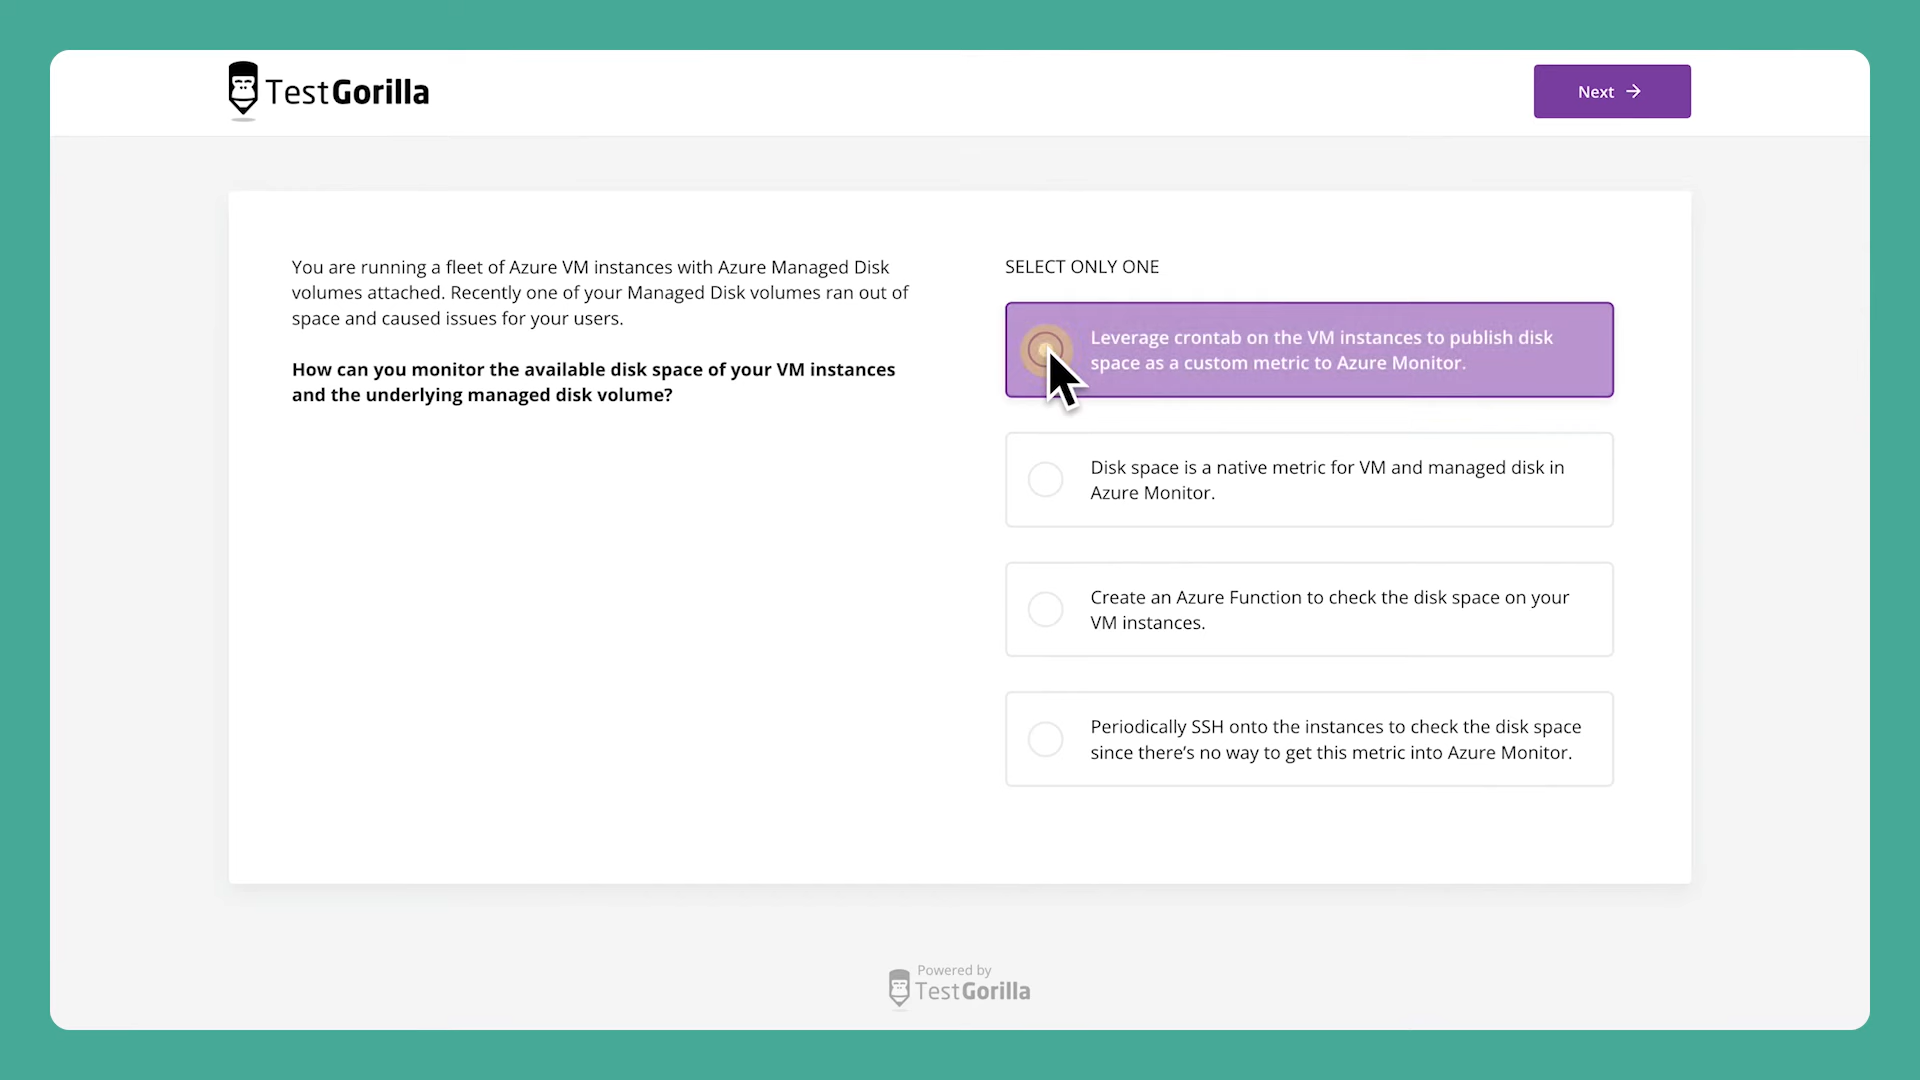 TestGorilla
Next
You are running a fleet of Azure VM instances with Azure Managed Disk
volumes attached. Recently one of your Managed Disk volumes ran out of
space and caused issues for your users.
How can you monitor the available disk space of your VM instances
and the underlying managed disk volume?
SELECT ONLY ONE
Leverage crontab on the VM instances to publish disk
space as a custom metric to Azure Monitor.
Disk space is a native metric for VM and managed disk in
Azure Monitor.
Create an Azure Function to check the disk space on your
VM instances.
Periodically SSH onto the instances to check the disk space
since there’s no way to get this metric into Azure Monitor.
Powered by
TestGorilla